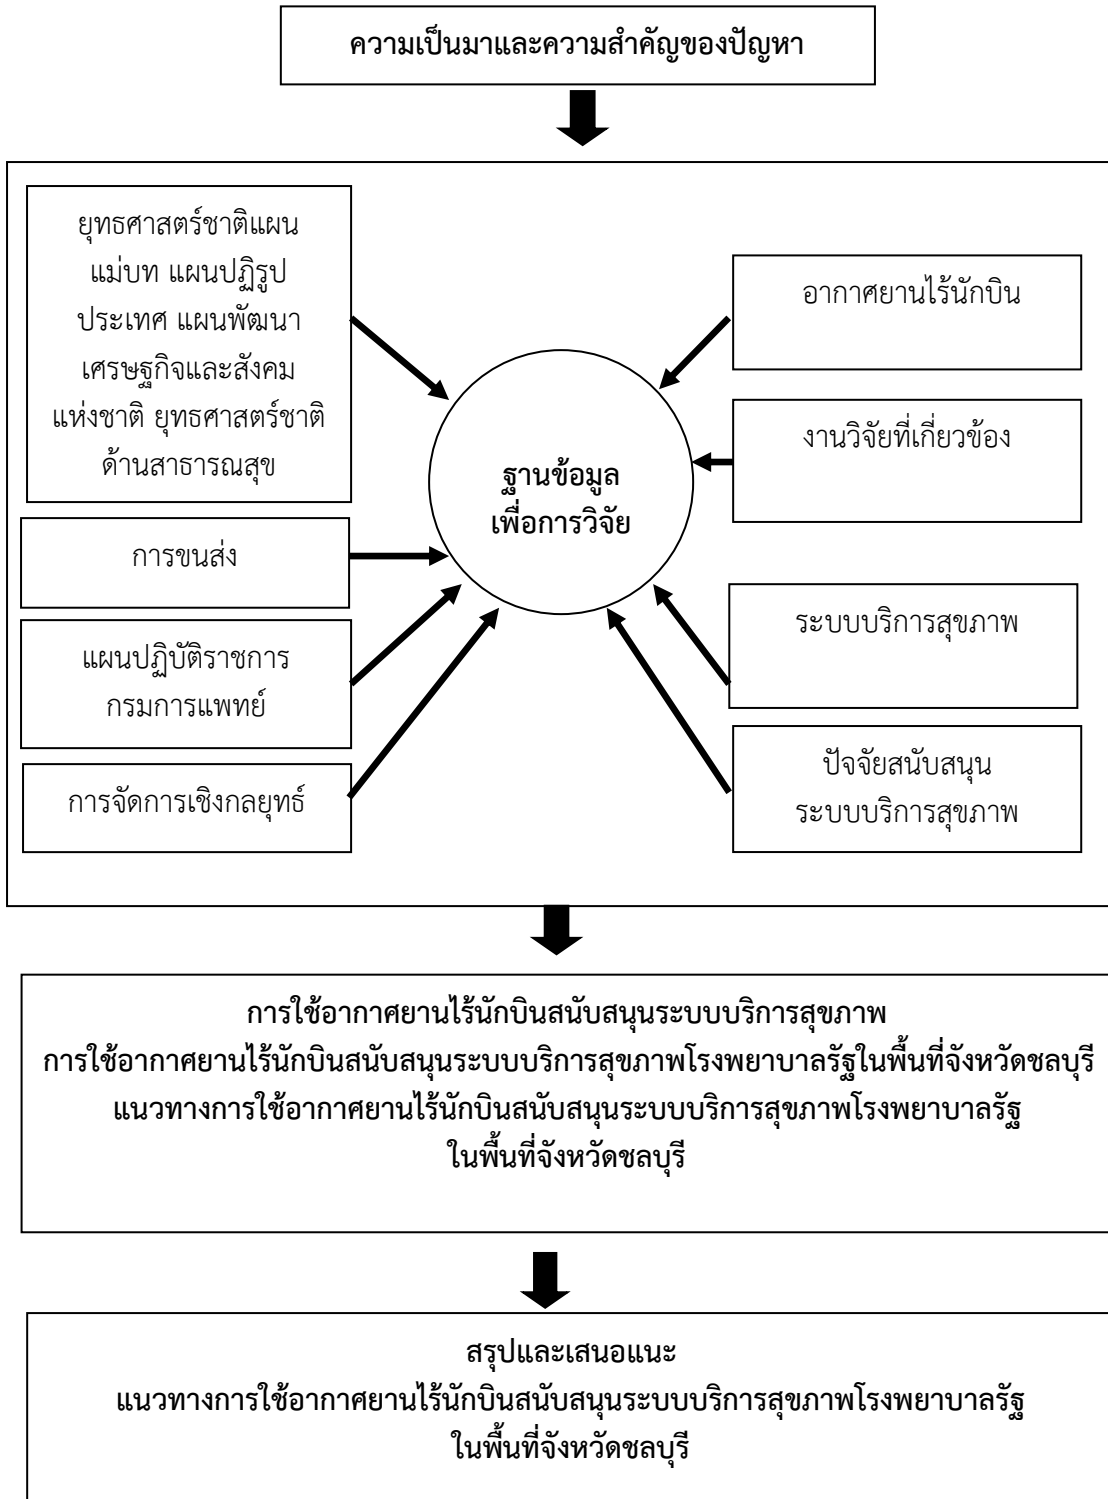 ความเป็นมาและความสำคัญของปัญหา
ยุทธศาสตร์ชาติแผน
แม่บท แผนปฏิรูป
ประเทศ แผนพัฒนา
เศรษฐกิจและสังคม
แห่งชาติ ยุทธศาสตร์ชาติ
ด้านสาธารณสุข
การขนส่ง
แผนปฏิบัติราชการ
กรมการแพทย์
การจัดการเชิงกลยุทธ์
ฐานข้อมูล
เพื่อการวิจัย
อากาศยานไร้นักบิน
งานวิจัยที่เกี่ยวข้อง
ระบบบริการสุขภาพ
ปัจจัยสนับสนุน
ระบบบริการสุขภาพ
การใช้อากาศยานไร้นักบินสนับสนุนระบบบริการสุขภาพ
การใช้อากาศยานไร้นักบินสนับสนุนระบบบริการสุขภาพโรงพยาบาลรัฐในพื้นที่จังหวัดชลบุรี
แนวทางการใช้อากาศยานไร้นักบินสนับสนุนระบบบริการสุขภาพโรงพยาบาลรัฐ
ในพื้นที่จังหวัดชลบุรี
สรุปและเสนอแนะ
แนวทางการใช้อากาศยานไร้นักบินสนับสนุนระบบบริการสุขภาพโรงพยาบาลรัฐ
ในพื้นที่จังหวัดชลบุรี